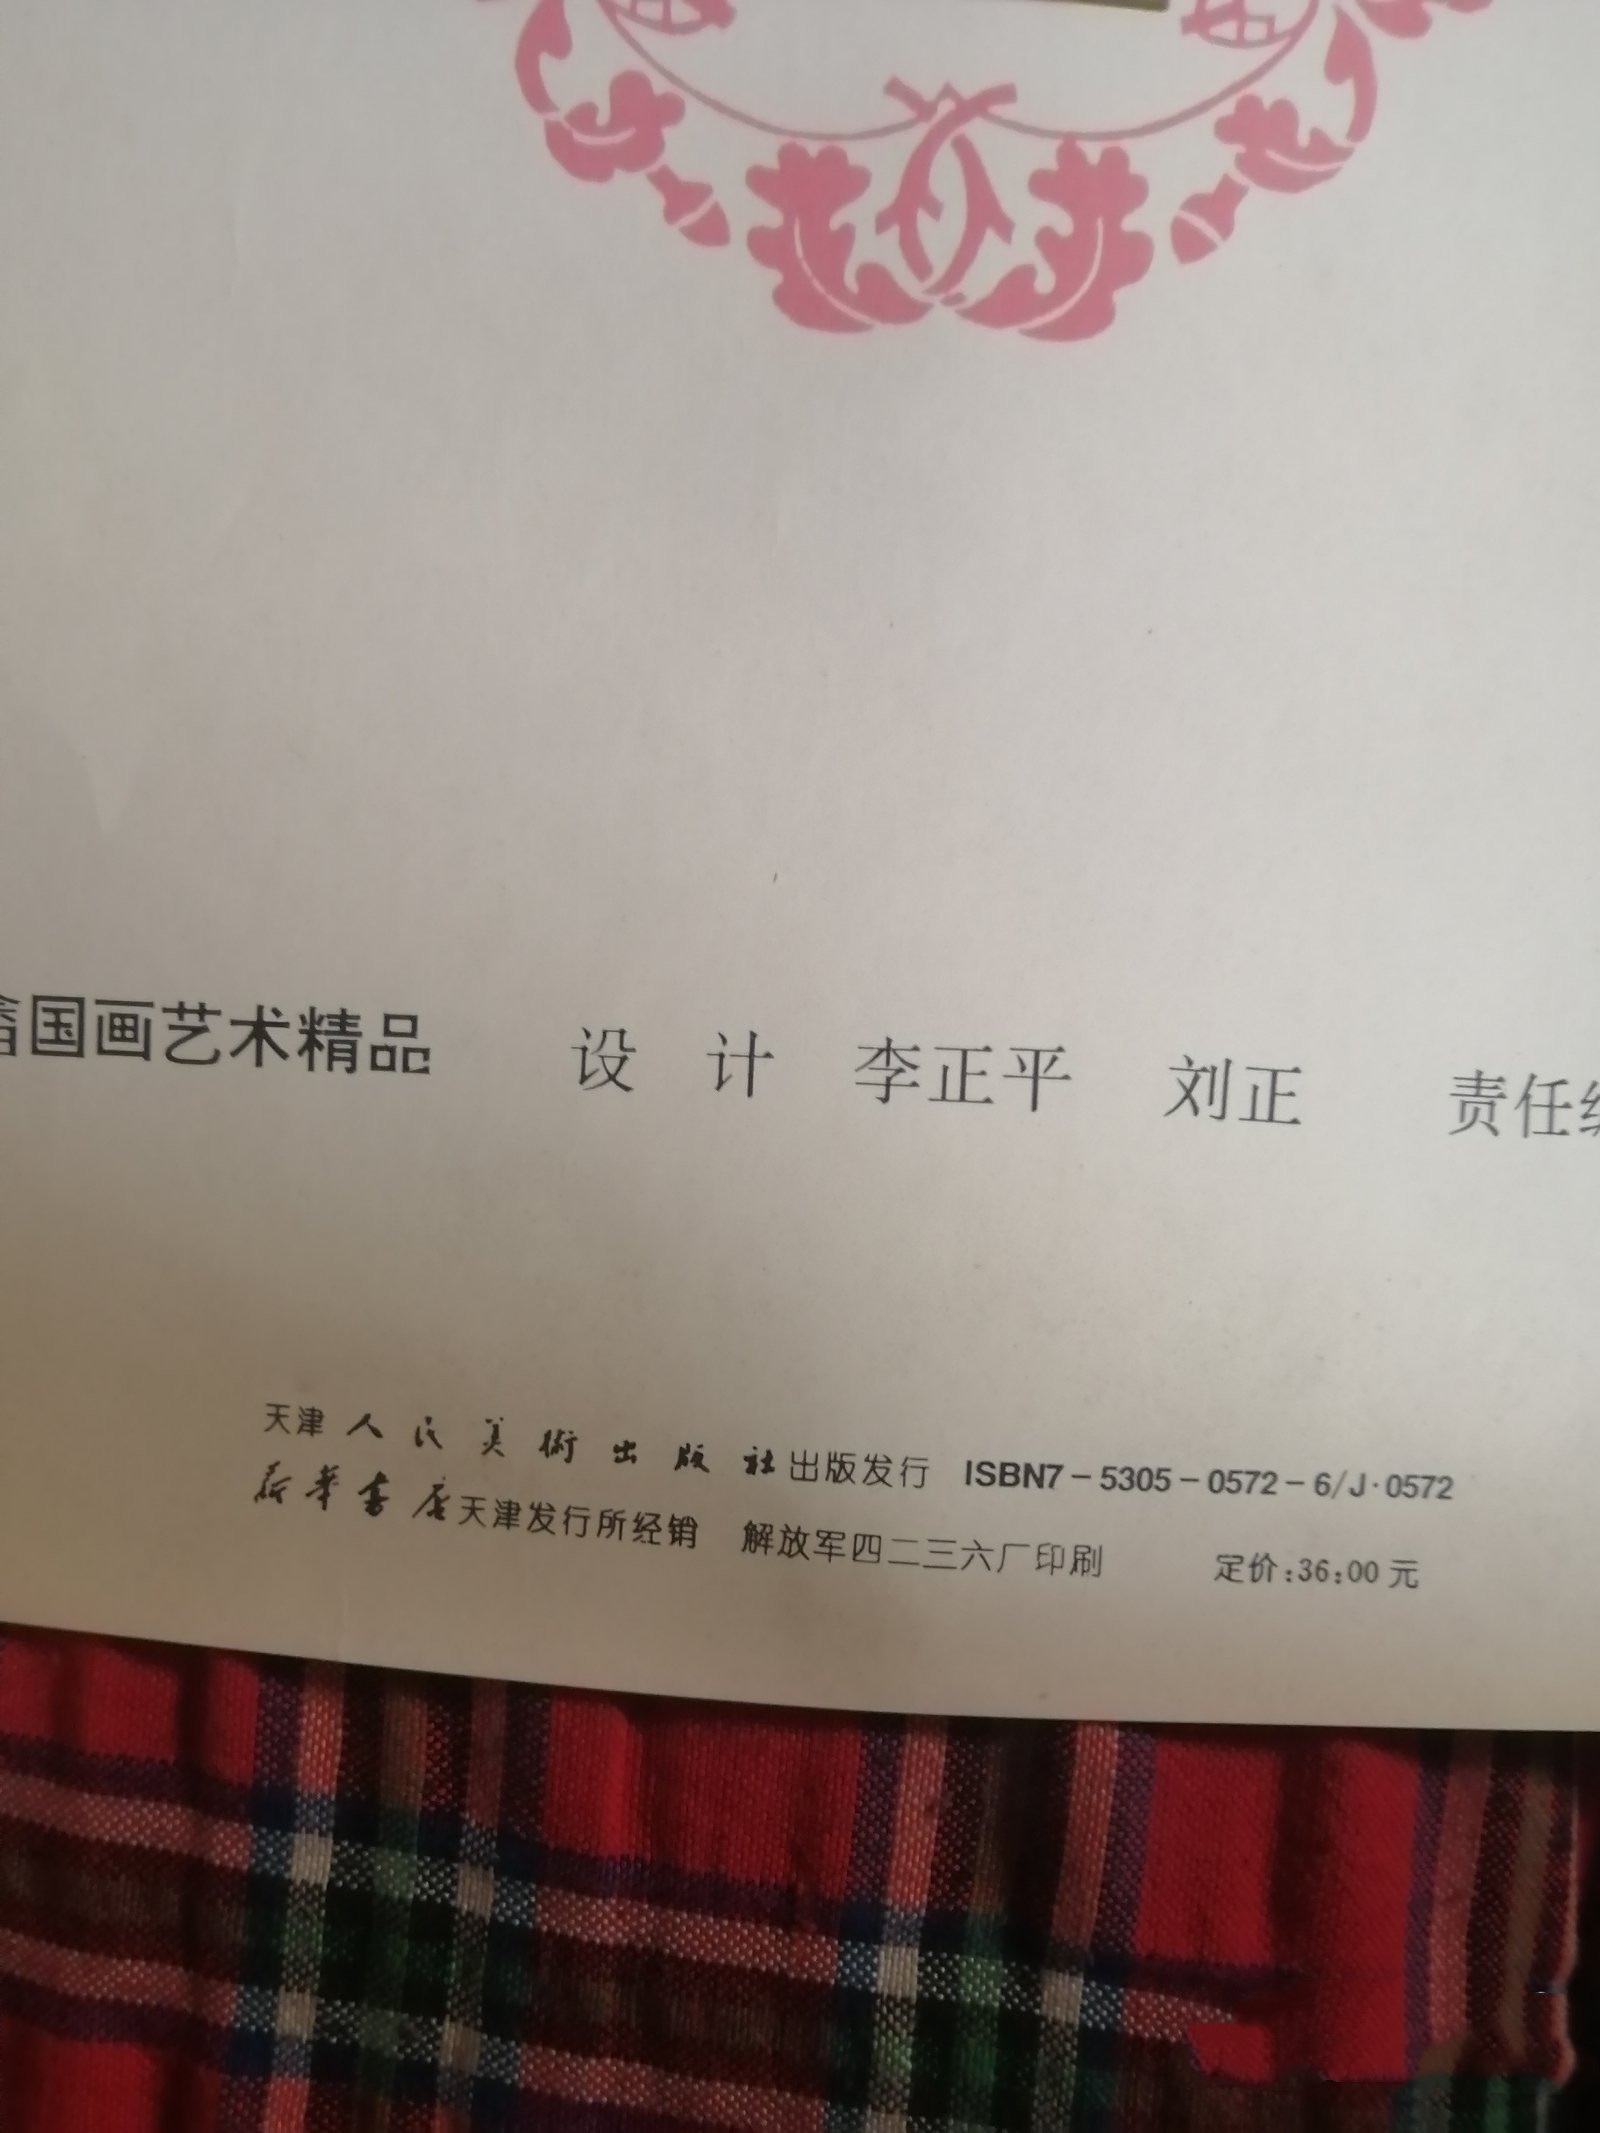 国画艺术精品 设 计 李正平 刘正 责任
天津 人民美術出版社 出版发行 ISBN7-5305-0572-6/J·0572
新华书店天津发行所经销 解放军四二三六厂印刷 定价:36:00 元